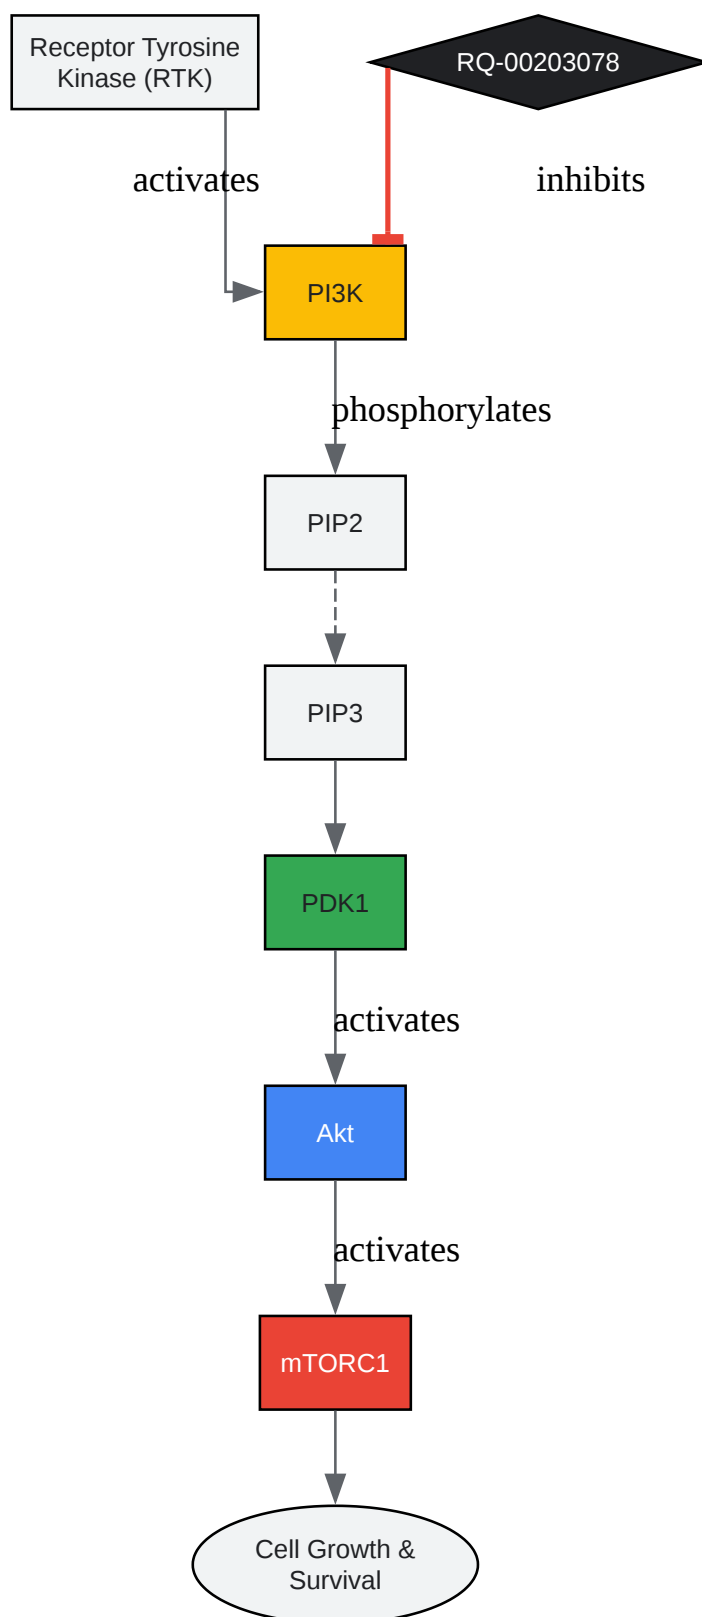 Receptor Tyrosine
Kinase (RTK)
RQ-00203078
activates
inhibits
PI3K
phosphorylates
PIP2
PIP3
PDK1
activates
Akt
activates
mTORC1
Cell Growth &
Survival